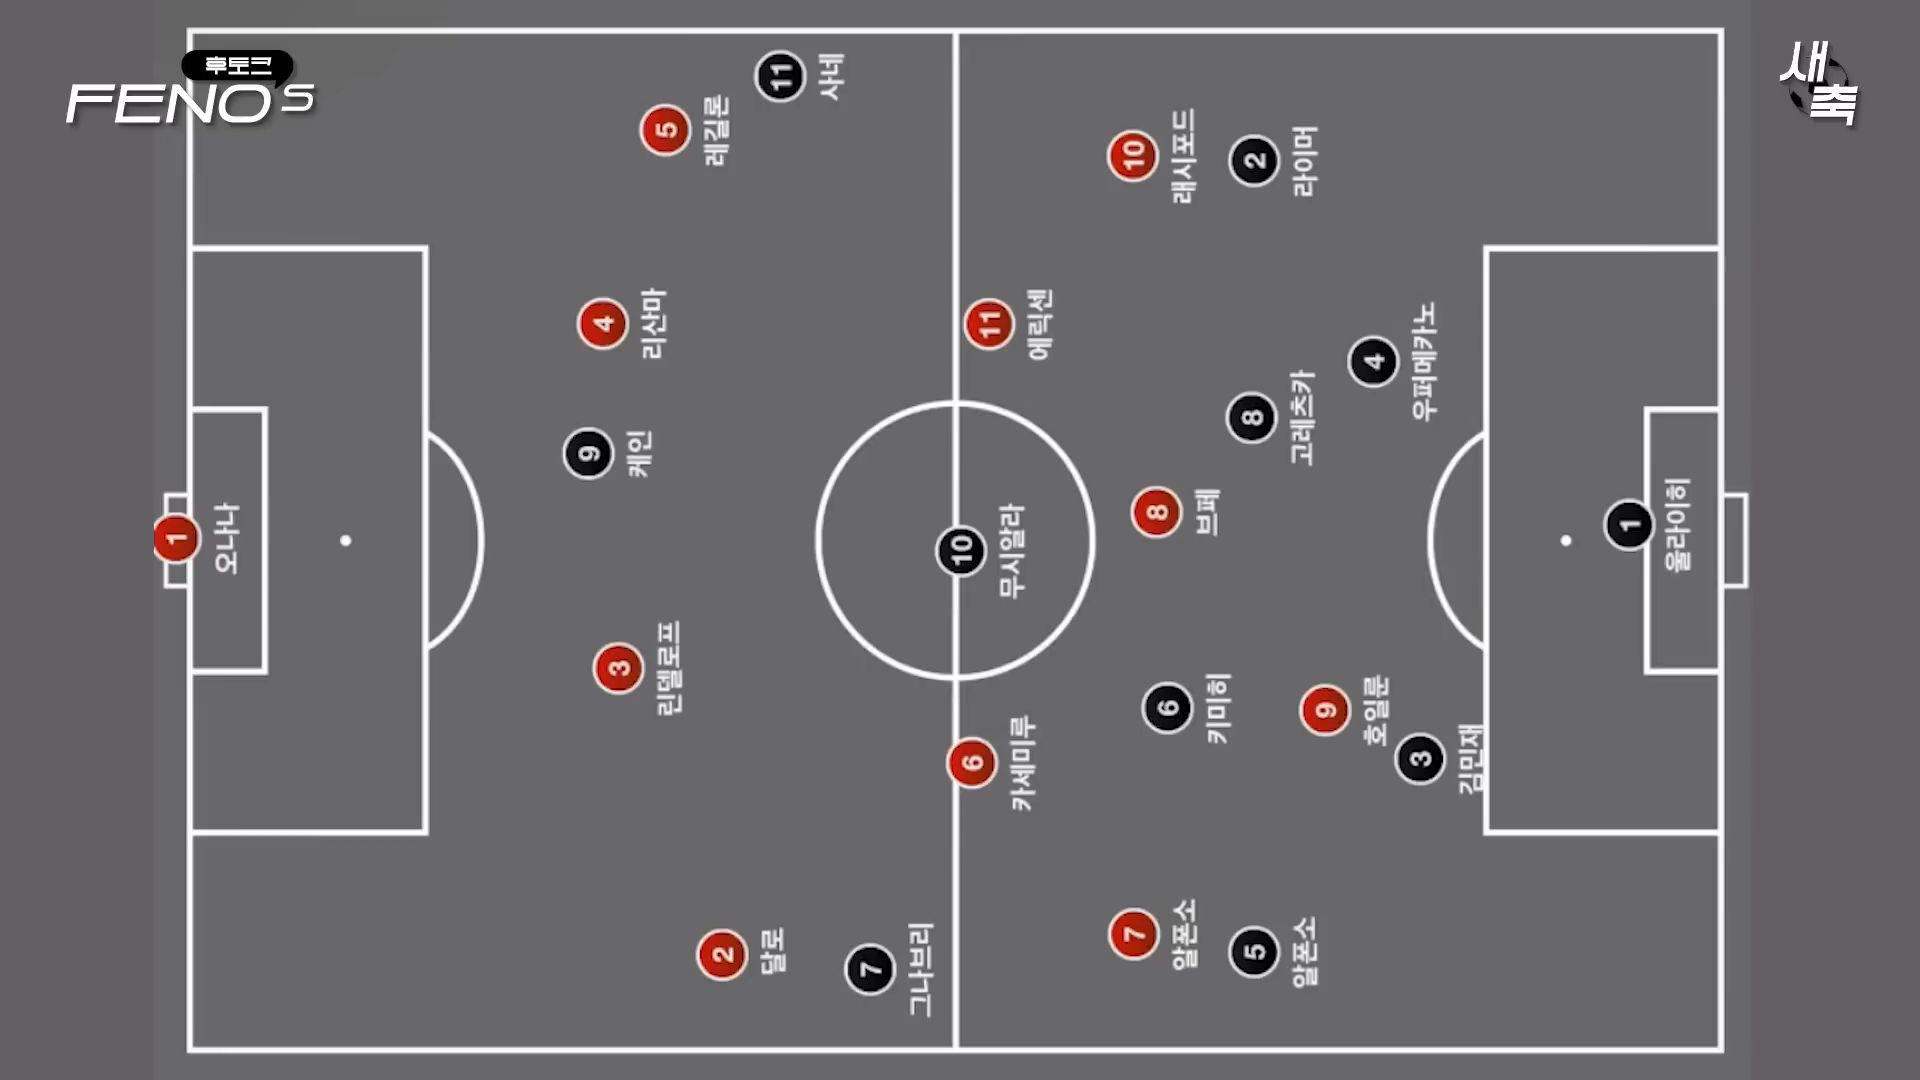 후토크
FENO S
새
축
11 사네
5 레길론
10 래시포드
2 라이머
4 리산마
11 에릭센
4 우퍼메카노
8 고레츠카
9 케인
8 브페
1 오나나
10 무시알라
1 울라이히
3 린델로프
6 키미히
9 호일룬
6 카세미루
3 김민재
2 달로
7 그나브리
7 알폰소
5 알폰소